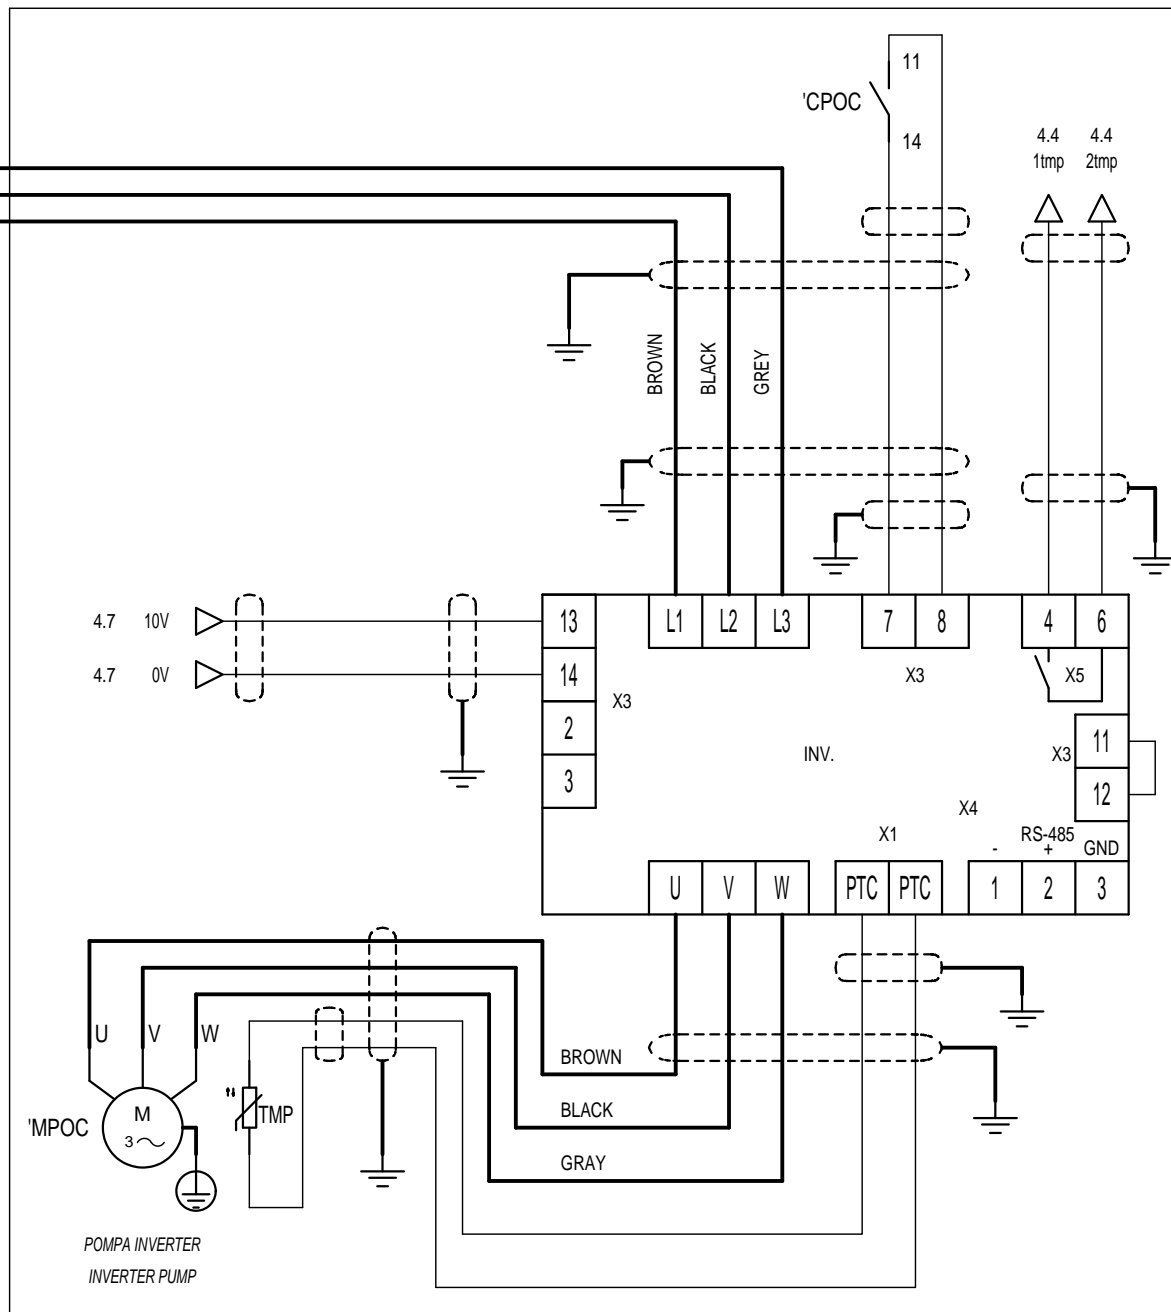 11
'CPOC
14
4.4 4.4
1tmp 2tmp
BROWN
BLACK
GREY
4.7 10V
13
L1 L2 L3
7 8
4 6
4.7 0V
14
X3
X3
X5
2
11
INV.
X3
3
12
X4
X1
RS-485
- + GND
U V W
PTC PTC
1 2 3
U V W
BROWN
TMP
BLACK
'MPOC
M
3
GRAY
POMPA INVERTER
INVERTER PUMP